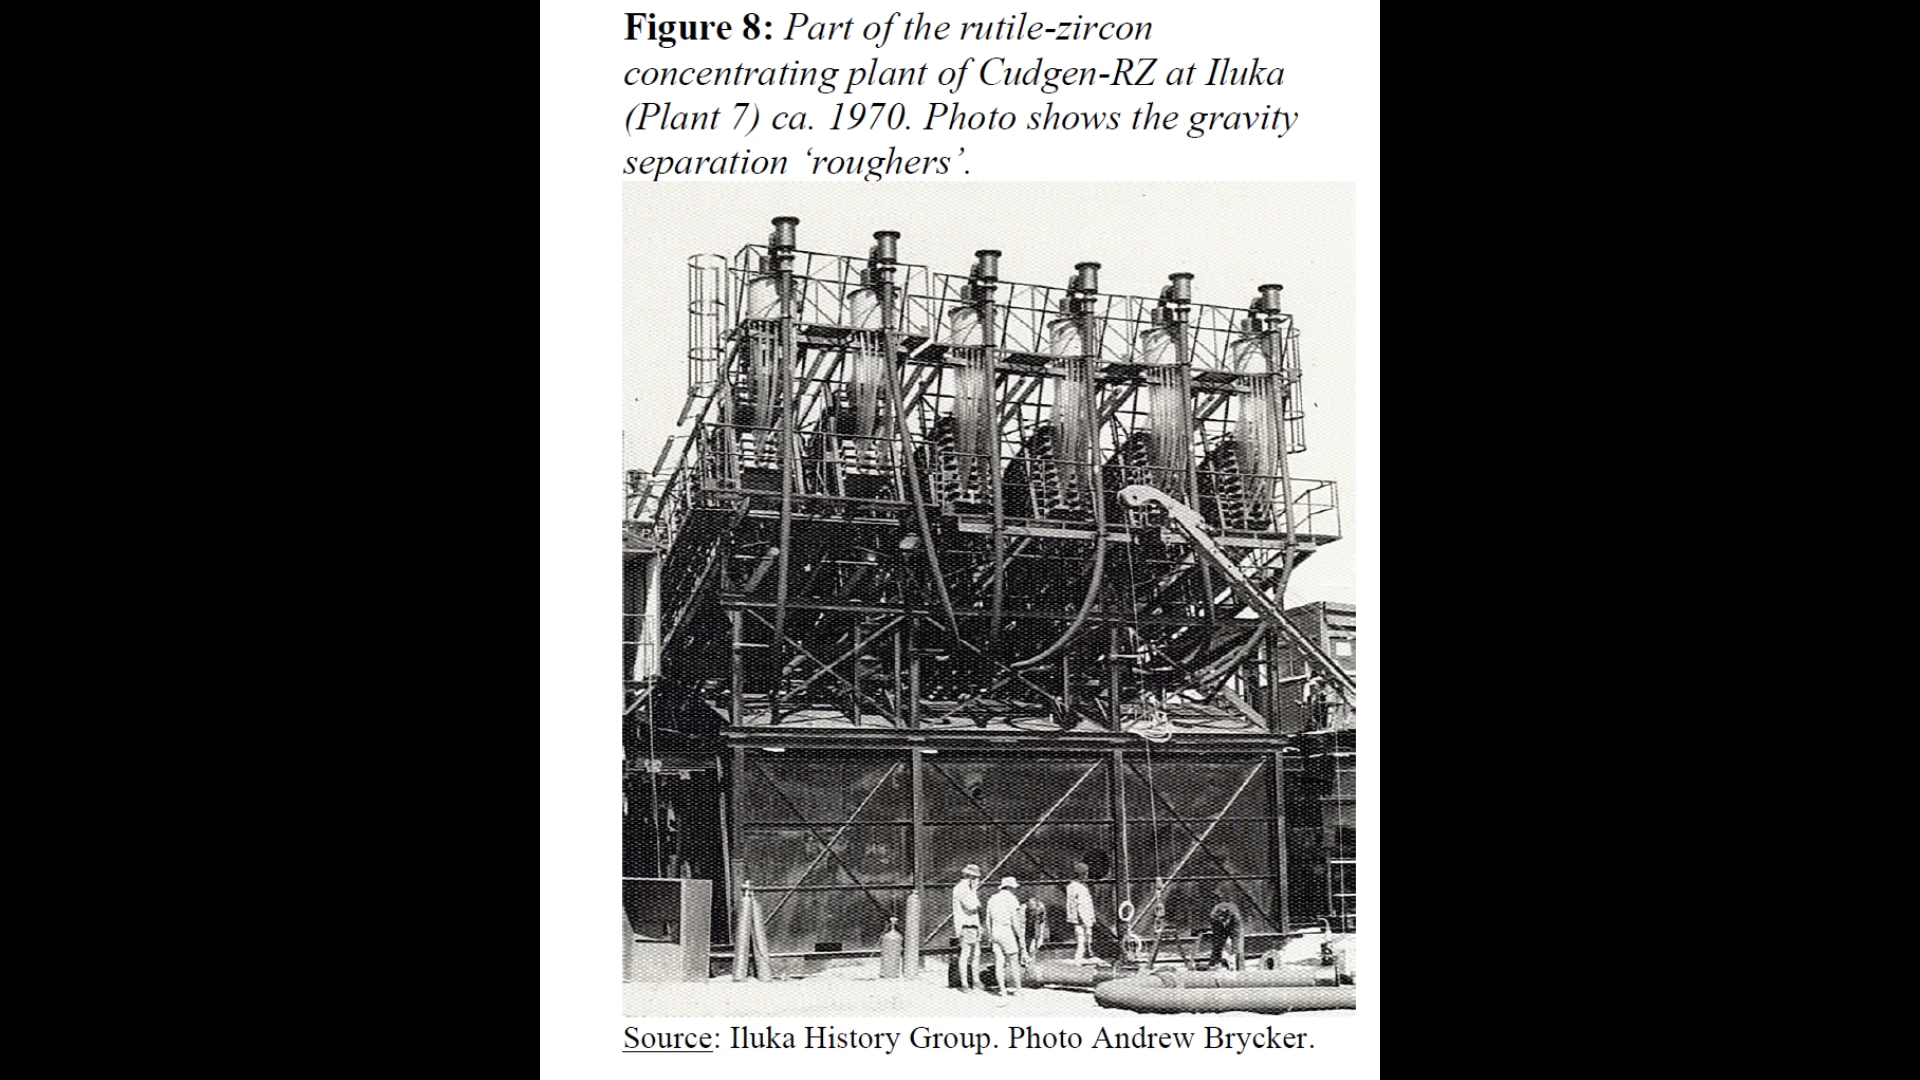 Figure 8: Part of the rutile-zircon
concentrating plant of Cudgen-RZ at Iluka
(Plant 7) ca. 1970. Photo shows the gravity
separation ‘roughers’.
Source: Iluka History Group. Photo Andrew Brycker.